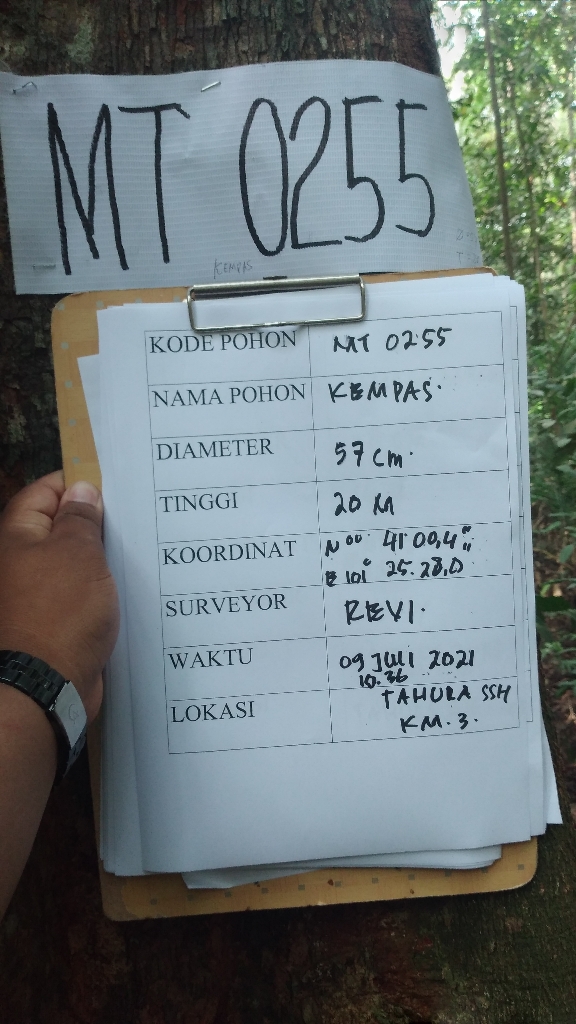 MT 0255
KEMPAS
KODE POHON MT 0255
NAMA POHON KEMPAS.
DIAMETER 57 cm.
TINGGI 20 M
KOORDINAT N 00° 41' 00,4"
E 101° 25. 28,0
SURVEYOR REVI.
WAKTU 09 JULI 2021
10.36
LOKASI TAHURA SSH
KM. 3.